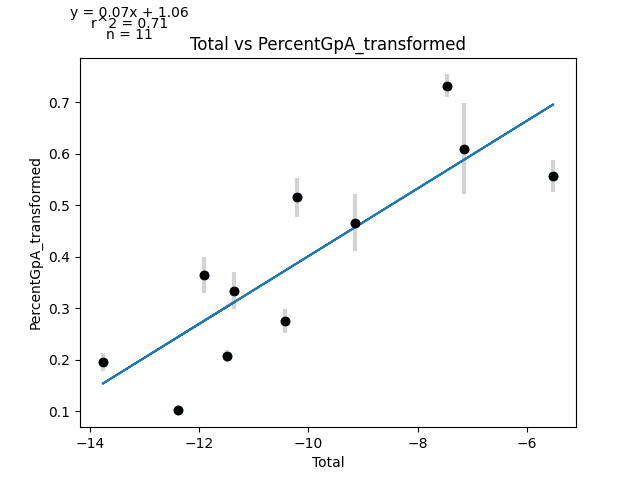 y = 0.07x + 1.06
r^2 = 0.71
n = 11
Total vs PercentGpA_transformed
PercentGpA_transformed
0.7
0.6
0.5
0.4
0.3
0.2
0.1
−14 −12 −10 −8 −6
Total